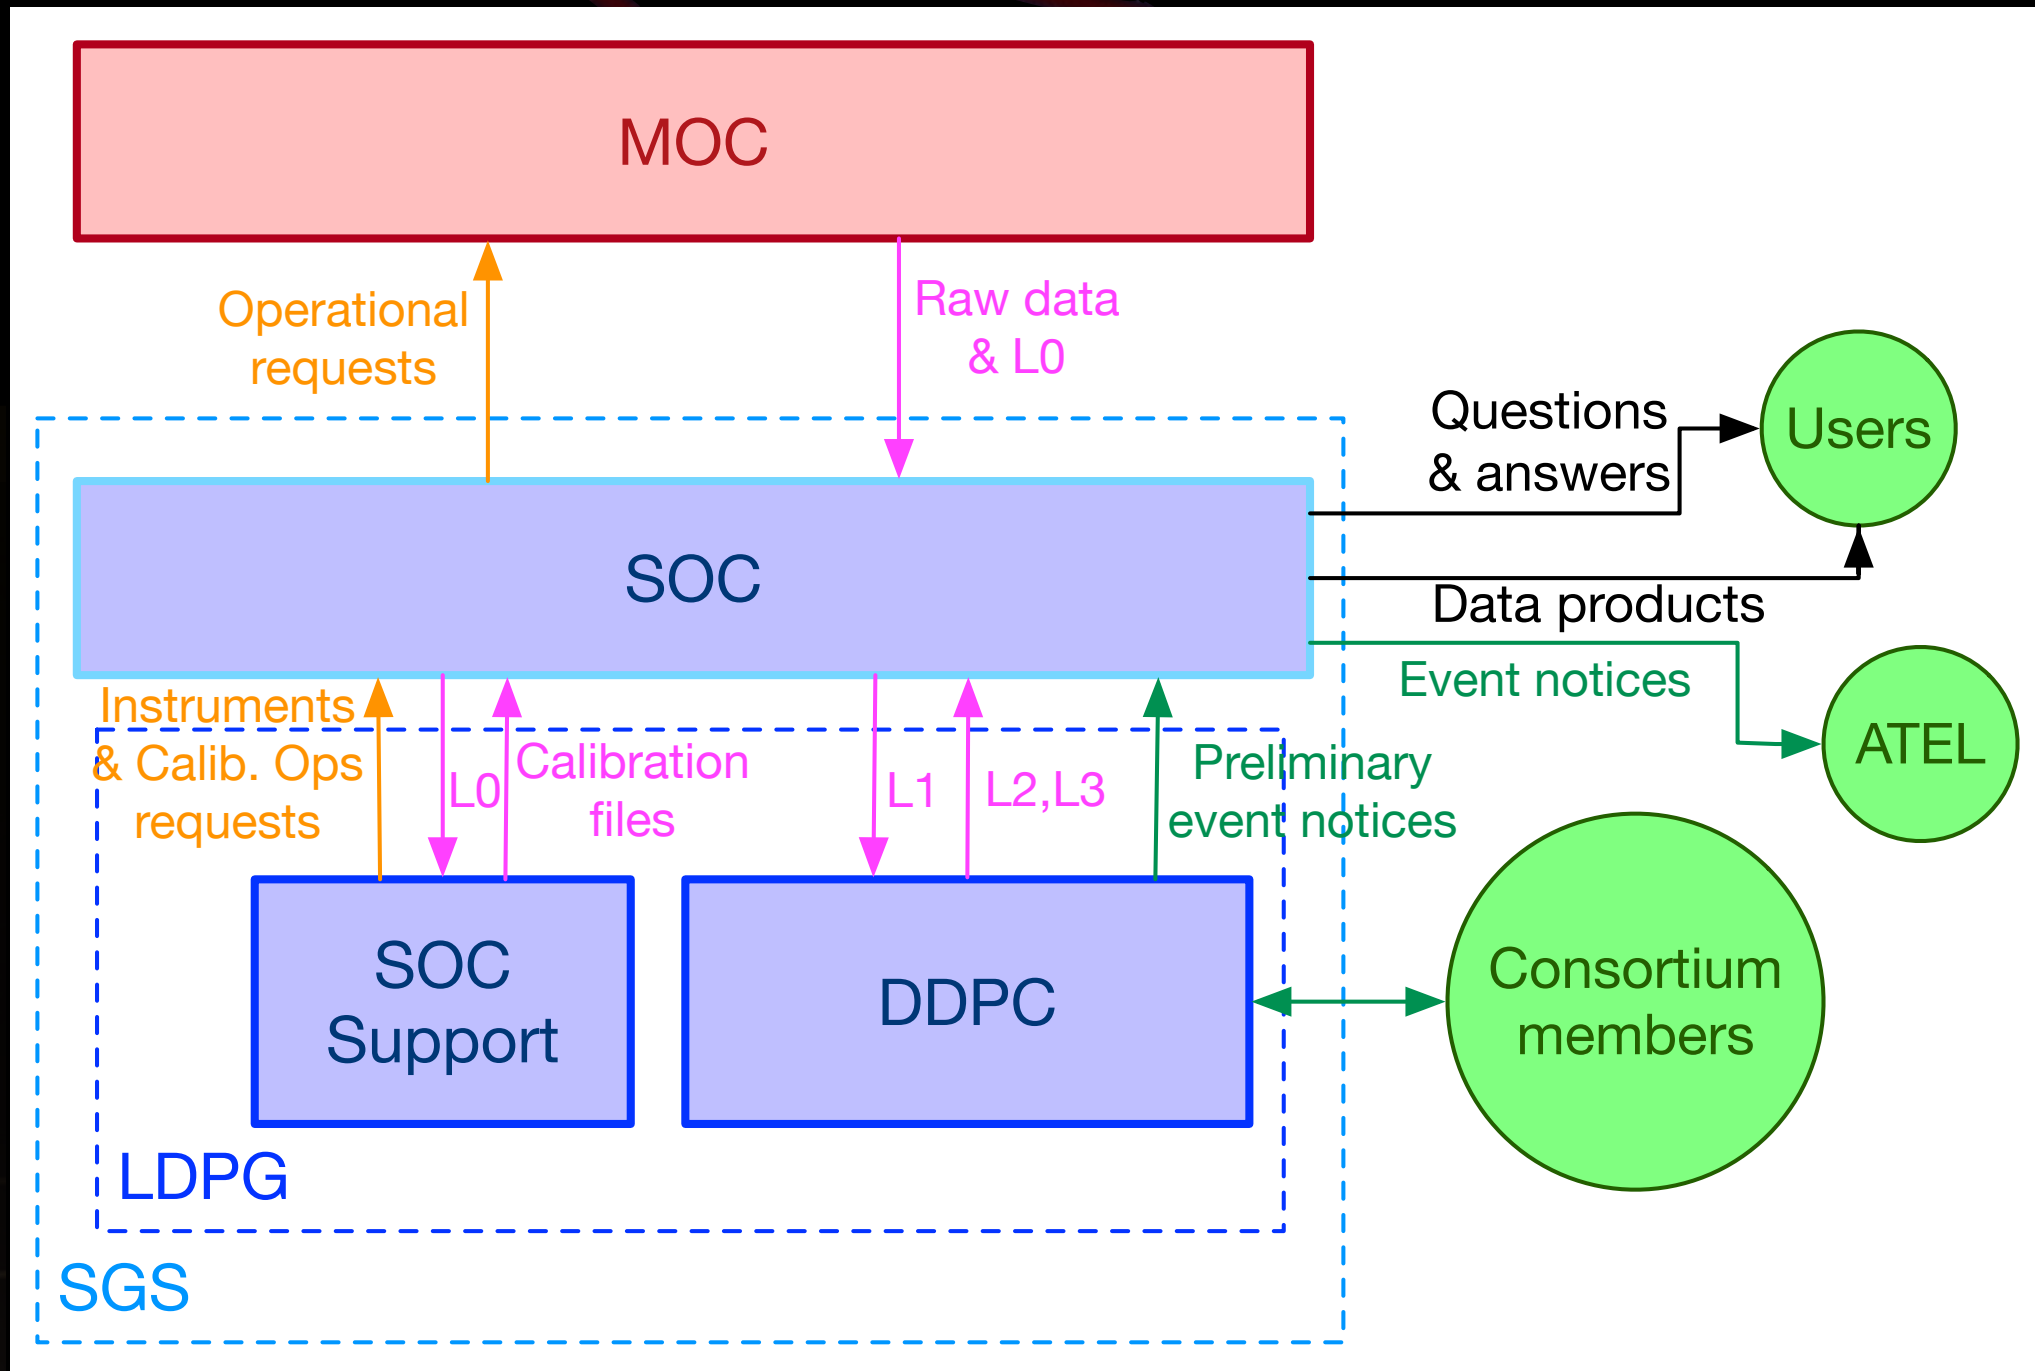 MOC
Operational
requests
Raw data
& L0
Questions
& answers
Users
SOC
Data products
Event notices
ATEL
Instruments
& Calib. Ops
requests
L0
Calibration
files
L1
L2,L3
Preliminary
event notices
SOC
Support
DDPC
Consortium
members
LDPG
SGS